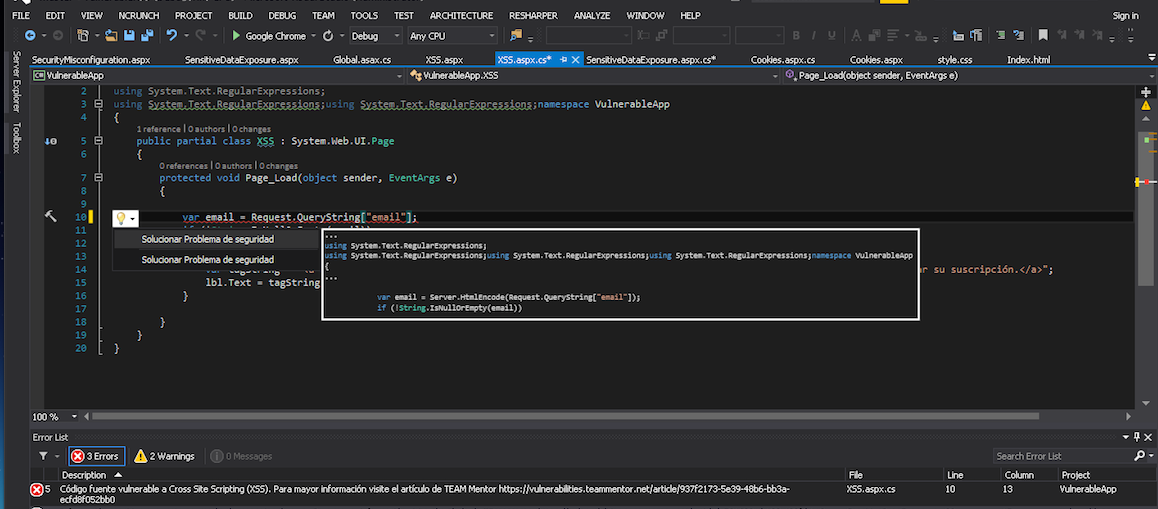 FILE EDIT VIEW NCRUNCH PROJECT BUILD DEBUG TEAM TOOLS TEST ARCHITECTURE RESHARPER ANALYZE WINDOW HELP Sign in
Google Chrome Debug Any CPU
SecurityMisconfiguration.aspx SensitiveDataExposure.aspx Global.asax.cs XSS.aspx XSS.aspx.cs* SensitiveDataExposure.aspx.cs* Cookies.aspx.cs Cookies.aspx style.css Index.html
VulnerableApp VulnerableApp.XSS Page_Load(object sender, EventArgs e)
Server Explorer
Toolbox
2 using System.Text.RegularExpressions;
3 using System.Text.RegularExpressions;using System.Text.RegularExpressions;namespace VulnerableApp
4 {
1 reference | 0 authors | 0 changes
5 public partial class XSS : System.Web.UI.Page
6 {
0 references | 0 authors | 0 changes
7 protected void Page_Load(object sender, EventArgs e)
8 {
9
10 var email = Request.QueryString["email"];
11
Solucionar Problema de seguridad
12
Solucionar Problema de seguridad
13
...
using System.Text.RegularExpressions;
using System.Text.RegularExpressions;using System.Text.RegularExpressions;using System.Text.RegularExpressions;namespace VulnerableApp
{
...
var email = Server.HtmlEncode(Request.QueryString["email"]);
if (!String.IsNullOrEmpty(email))
14 var tagString su suscripción.</a>";
15 lbl.Text = tagString
16 }
17
18 }
19 }
20 }
100 %
Error List
3 Errors 2 Warnings 0 Messages Search Error List
Description File Line Column Project
5 Código fuente vulnerable a Cross Site Scripting (XSS). Para mayor información visite el artículo de TEAM Mentor https://vulnerabilities.teammentor.net/article/937f2173-5e39-48b6-bb3a-ecfd8f052bb0 XSS.aspx.cs 10 13 VulnerableApp